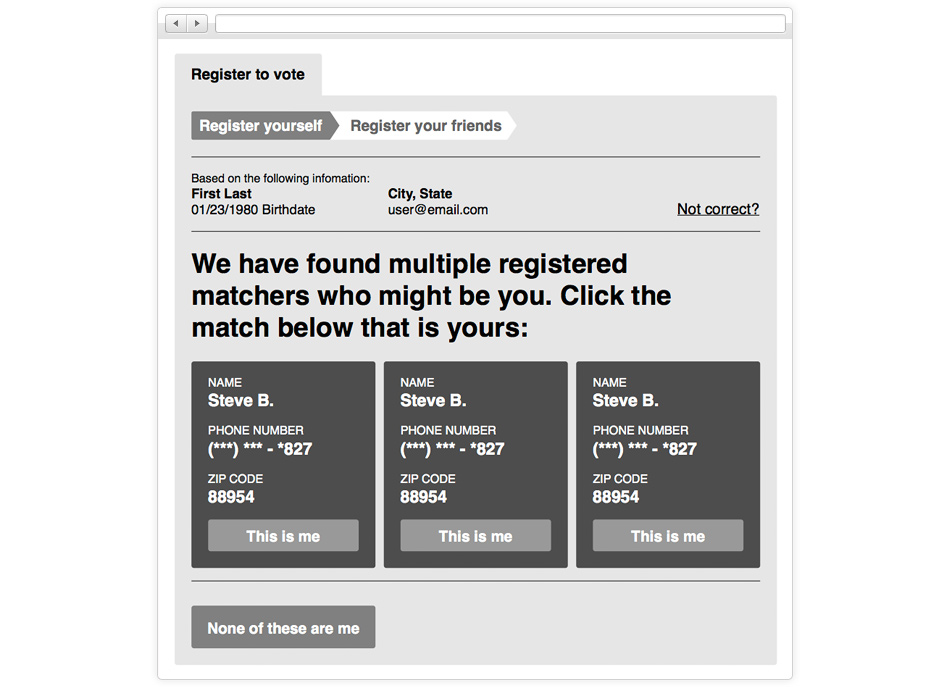 Register to vote
Register yourself Register your friends
Based on the following infomation:
First Last City, State
01/23/1980 Birthdate user@email.com Not correct?
We have found multiple registered
matchers who might be you. Click the
match below that is yours:
NAME
Steve B.
PHONE NUMBER
(***) *** - *827
ZIP CODE
88954
This is me
NAME
Steve B.
PHONE NUMBER
(***) *** - *827
ZIP CODE
88954
This is me
NAME
Steve B.
PHONE NUMBER
(***) *** - *827
ZIP CODE
88954
This is me
None of these are me